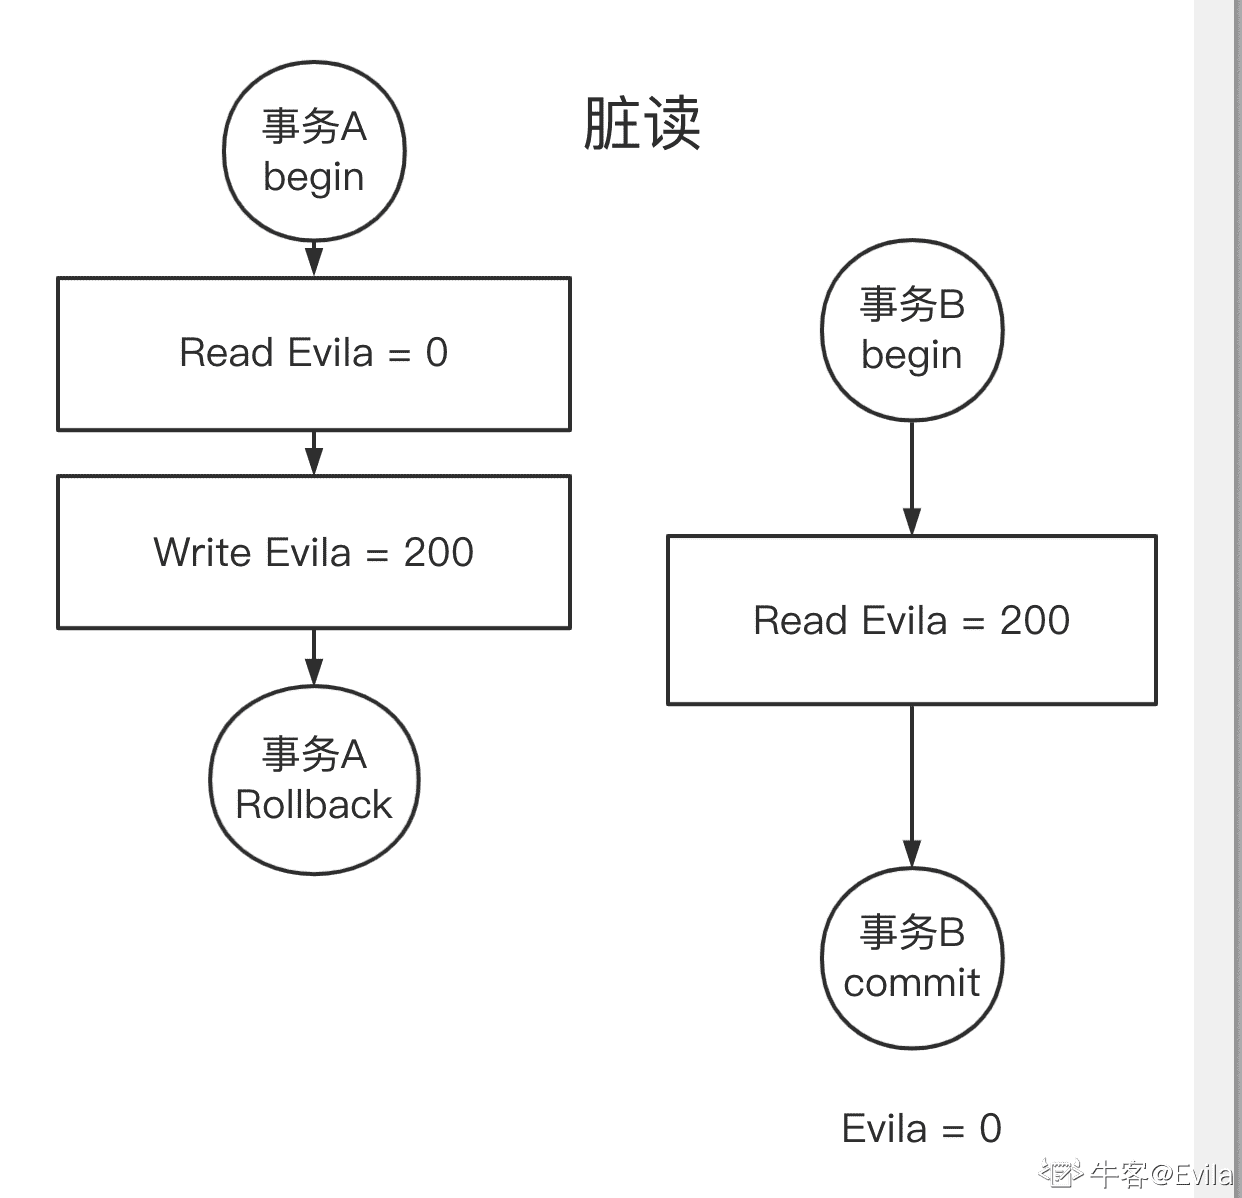 脏读
事务A
begin
Read Evila = 0
Write Evila = 200
事务A
Rollback
事务B
begin
Read Evila = 200
事务B
commit
Evila = 0
牛客@Evila